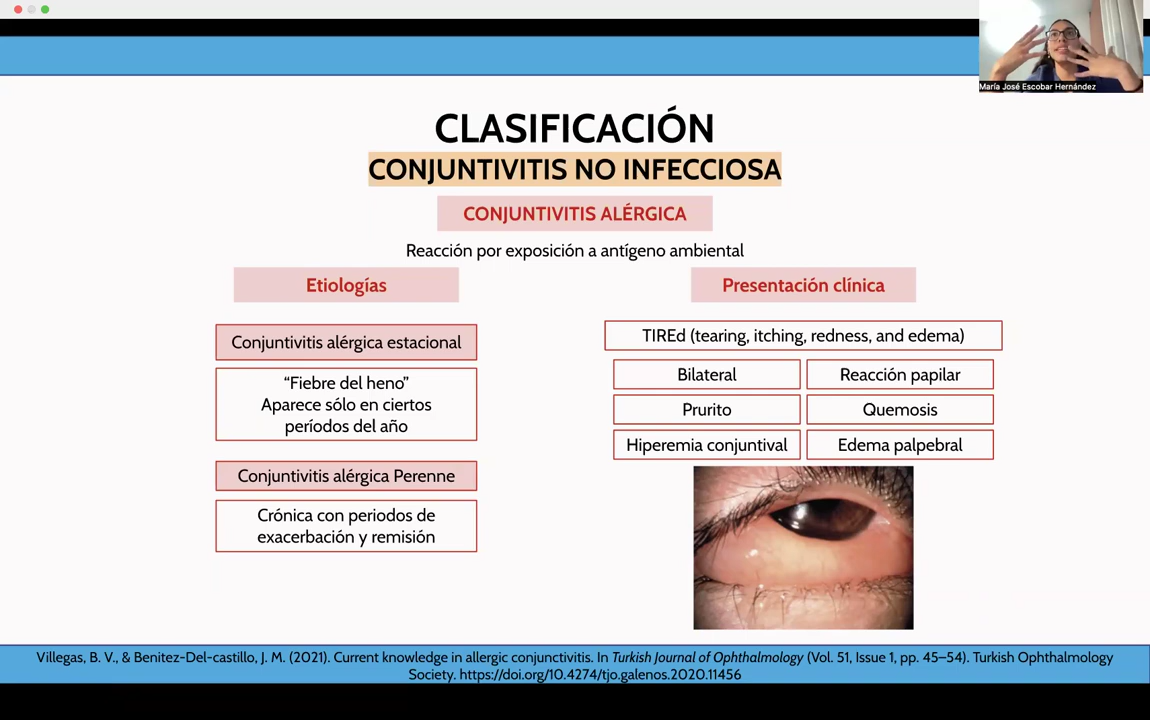 María José Escobar Hernández
CLASIFICACIÓN
CONJUNTIVITIS NO INFECCIOSA
CONJUNTIVITIS ALÉRGICA
Reacción por exposición a antígeno ambiental
Etiologías
Conjuntivitis alérgica estacional
“Fiebre del heno”
Aparece sólo en ciertos
períodos del año
Conjuntivitis alérgica Perenne
Crónica con periodos de
exacerbación y remisión
Presentación clínica
TIREd (tearing, itching, redness, and edema)
Bilateral
Reacción papilar
Prurito
Quemosis
Hiperemia conjuntival
Edema palpebral
Villegas, B. V., & Benitez-Del-castillo, J. M. (2021). Current knowledge in allergic conjunctivitis. In Turkish Journal of Ophthalmology (Vol. 51, Issue 1, pp. 45–54). Turkish Ophthalmology
Society. https://doi.org/10.4274/tjo.galenos.2020.11456